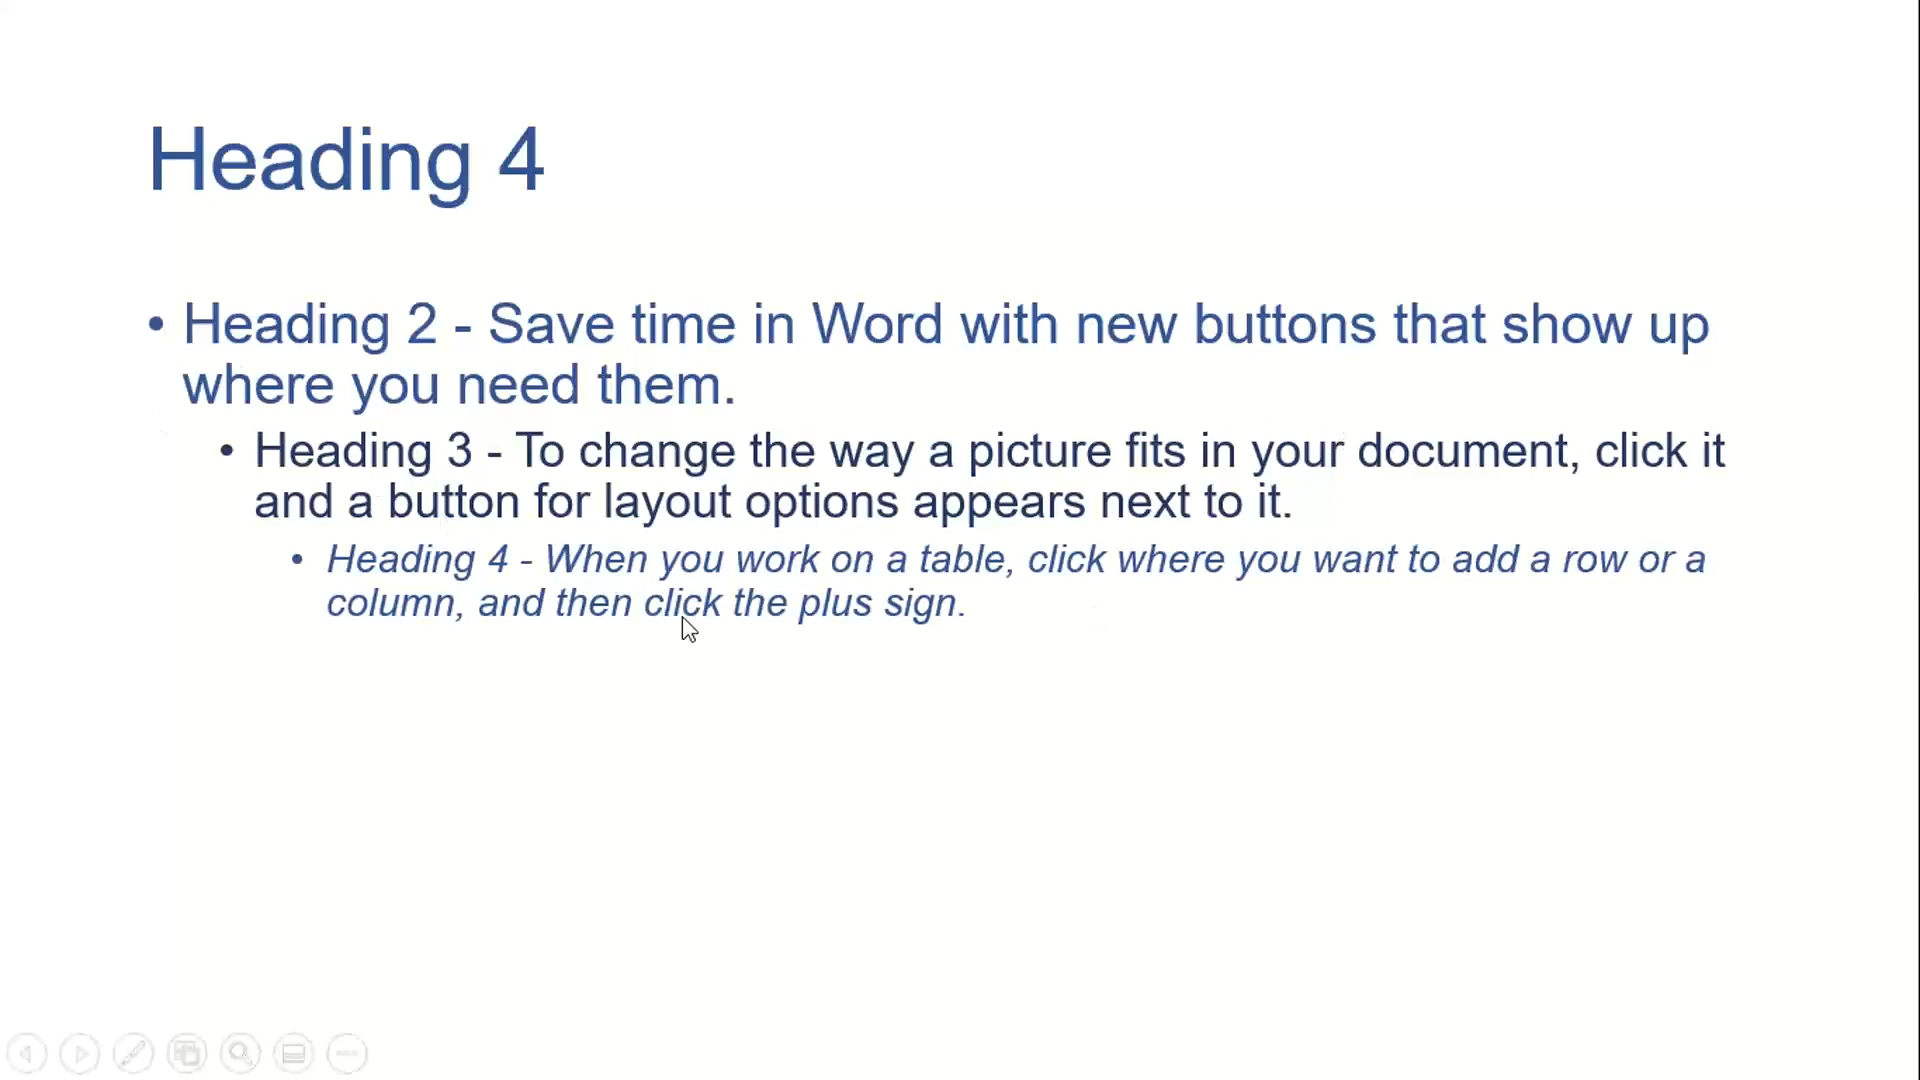 Heading 4
• Heading 2 - Save time in Word with new buttons that show up
where you need them.
• Heading 3 - To change the way a picture fits in your document, click it
and a button for layout options appears next to it.
• Heading 4 - When you work on a table, click where you want to add a row or a
column, and then click the plus sign.